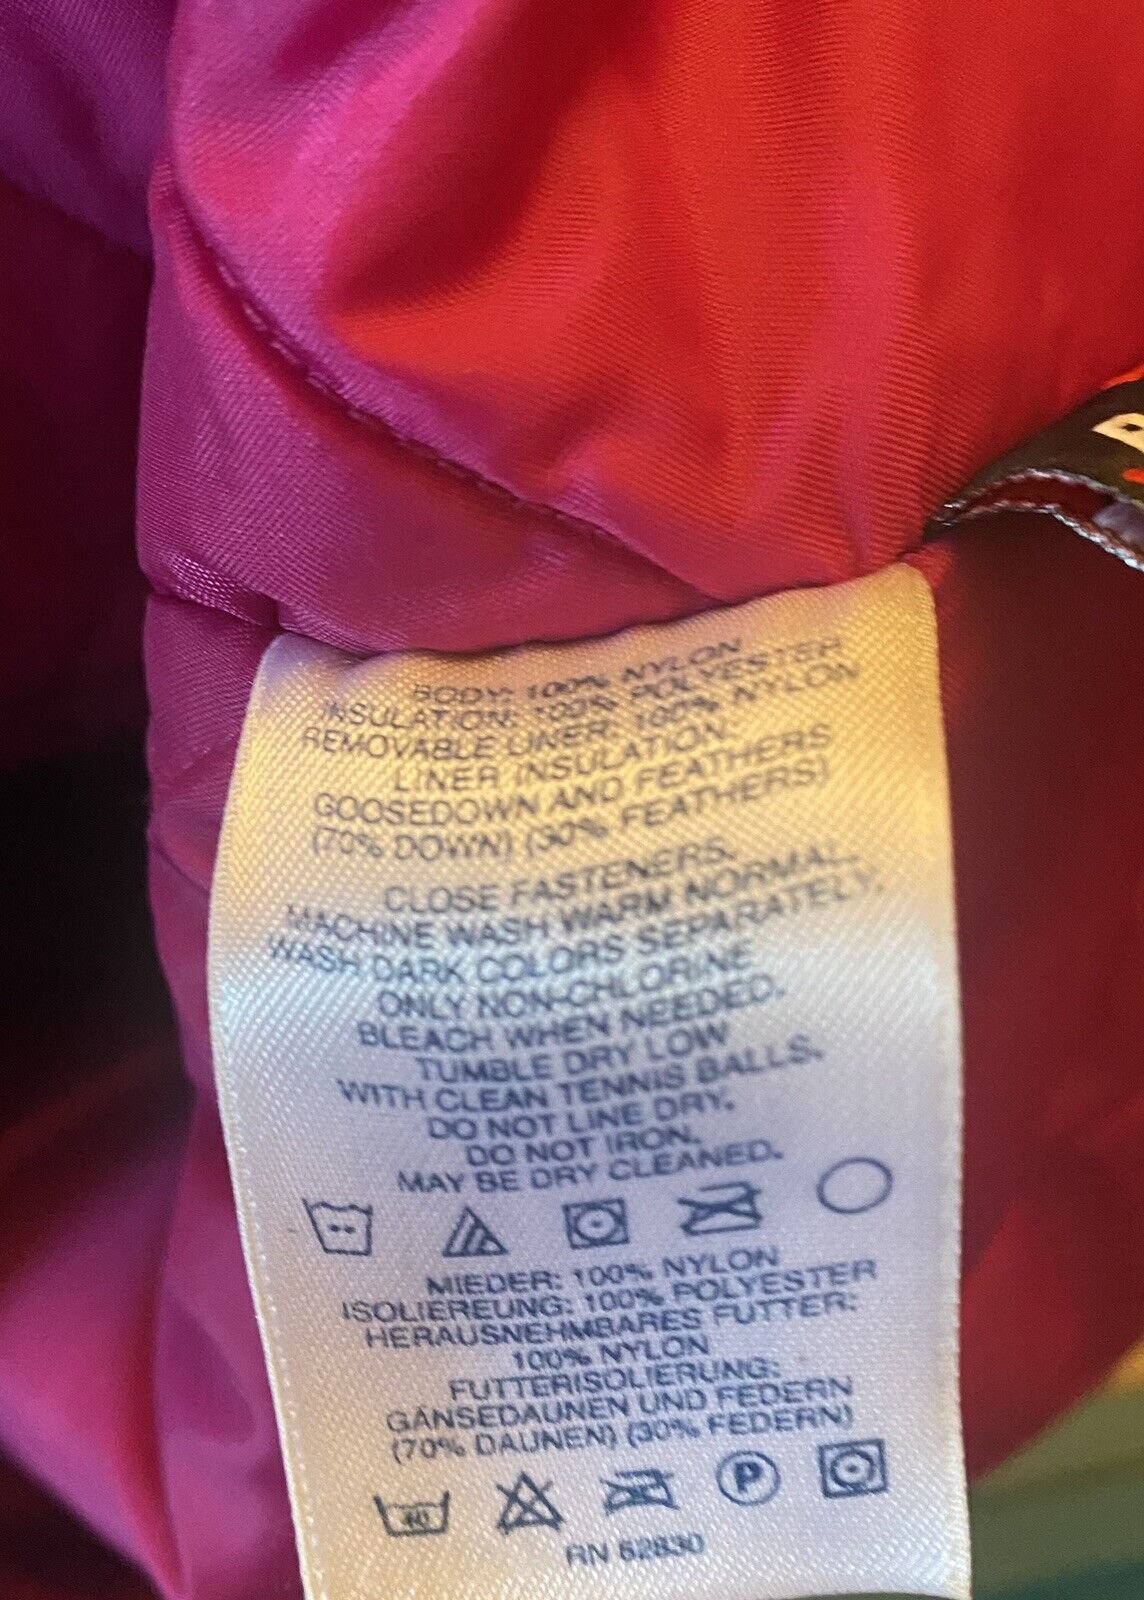 BODY: 100% NYLON
INSULATION: 100% POLYESTER
REMOVABLE LINER: 100% NYLON
LINER INSULATION:
GOOSEDOWN AND FEATHERS
(70% DOWN) (30% FEATHERS)
CLOSE FASTENERS.
MACHINE WASH WARM NORMAL.
WASH DARK COLORS SEPARATELY.
ONLY NON-CHLORINE
BLEACH WHEN NEEDED.
TUMBLE DRY LOW
WITH CLEAN TENNIS BALLS.
DO NOT LINE DRY.
DO NOT IRON.
MAY BE DRY CLEANED.
MIEDER: 100% NYLON
ISOLIEREUNG: 100% POLYESTER
HERAUSNEHMBARES FUTTER:
100% NYLON
FUTTERISOLIERUNG:
GÄNSEDAUNEN UND FEDERN
(70% DAUNEN) (30% FEDERN)
40 P
RN 52830